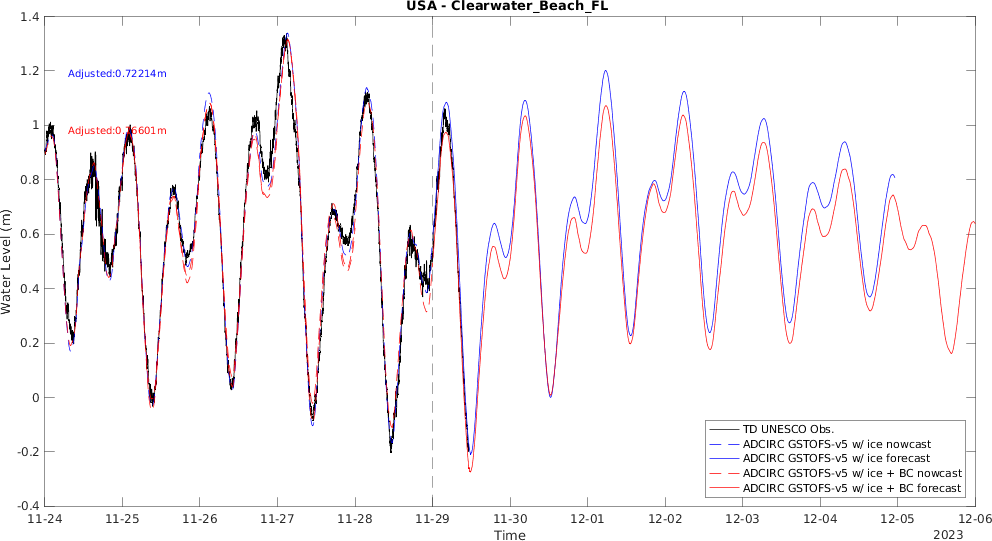 USA - Clearwater_Beach_FL
1.4
1.2
1
0.8
0.6
0.4
0.2
0
-0.2
-0.4
Water Level (m)
Adjusted:0.72214m
TD UNESCO Obs.
ADCIRC GSTOFS-v5 w/ ice nowcast
ADCIRC GSTOFS-v5 w/ ice forecast
ADCIRC GSTOFS-v5 w/ ice + BC nowcast
ADCIRC GSTOFS-v5 w/ ice + BC forecast
11-24 11-25 11-26 11-27 11-28 11-29 11-30 12-01 12-02 12-03 12-04 12-05 12-06
Time
2023